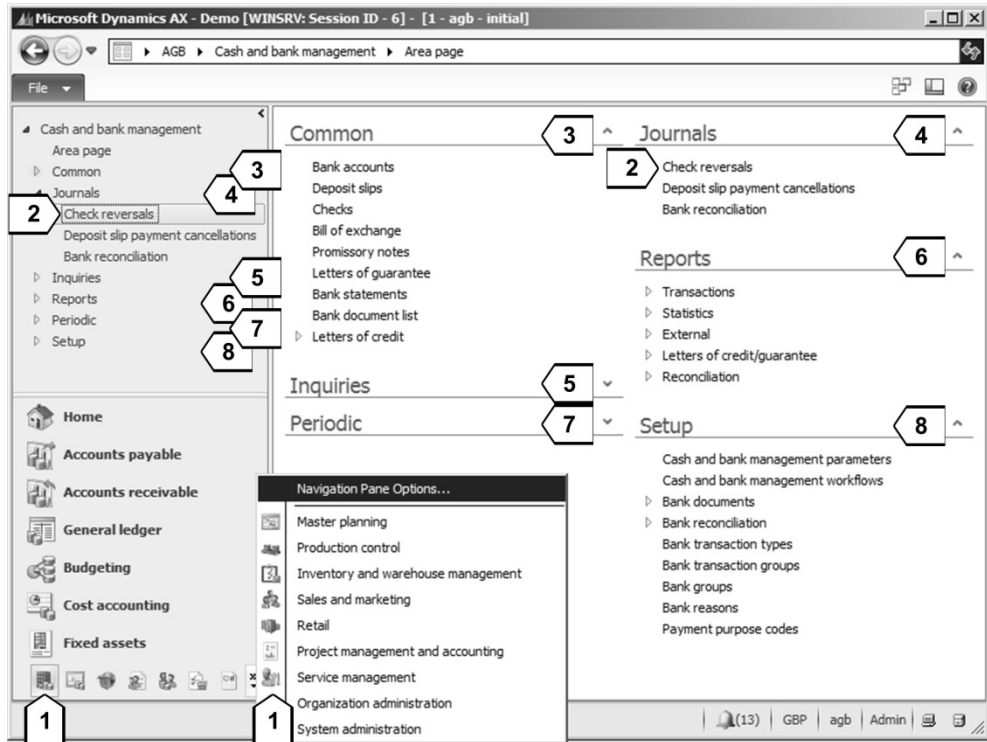 Microsoft Dynamics AX - Demo [WINSRV: Session ID - 6] - [1 - agb - initial]
AGB Cash and bank management Area page
File
Cash and bank management
Area page
Common
3
Journals
4
2
Check reversals
Deposit slip payment cancellations
Bank reconciliation
Inquiries
5
Reports
6
Periodic
7
Setup
8
Home
Accounts payable
Accounts receivable
General ledger
Budgeting
Cost accounting
Fixed assets
1
Common
3
Bank accounts
Deposit slips
Checks
Bill of exchange
Promissory notes
Letters of guarantee
Bank statements
Bank document list
Letters of credit
Inquiries
5
Periodic
7
Journals
4
2
Check reversals
Deposit slip payment cancellations
Bank reconciliation
Reports
6
Transactions
Statistics
External
Letters of credit/guarantee
Reconciliation
Setup
8
Cash and bank management parameters
Cash and bank management workflows
Bank documents
Bank reconciliation
Bank transaction types
Bank transaction groups
Bank groups
Bank reasons
Payment purpose codes
Navigation Pane Options...
Master planning
Production control
Inventory and warehouse management
Sales and marketing
Retail
Project management and accounting
Service management
Organization administration
System administration
1
(13) GBP agb Admin